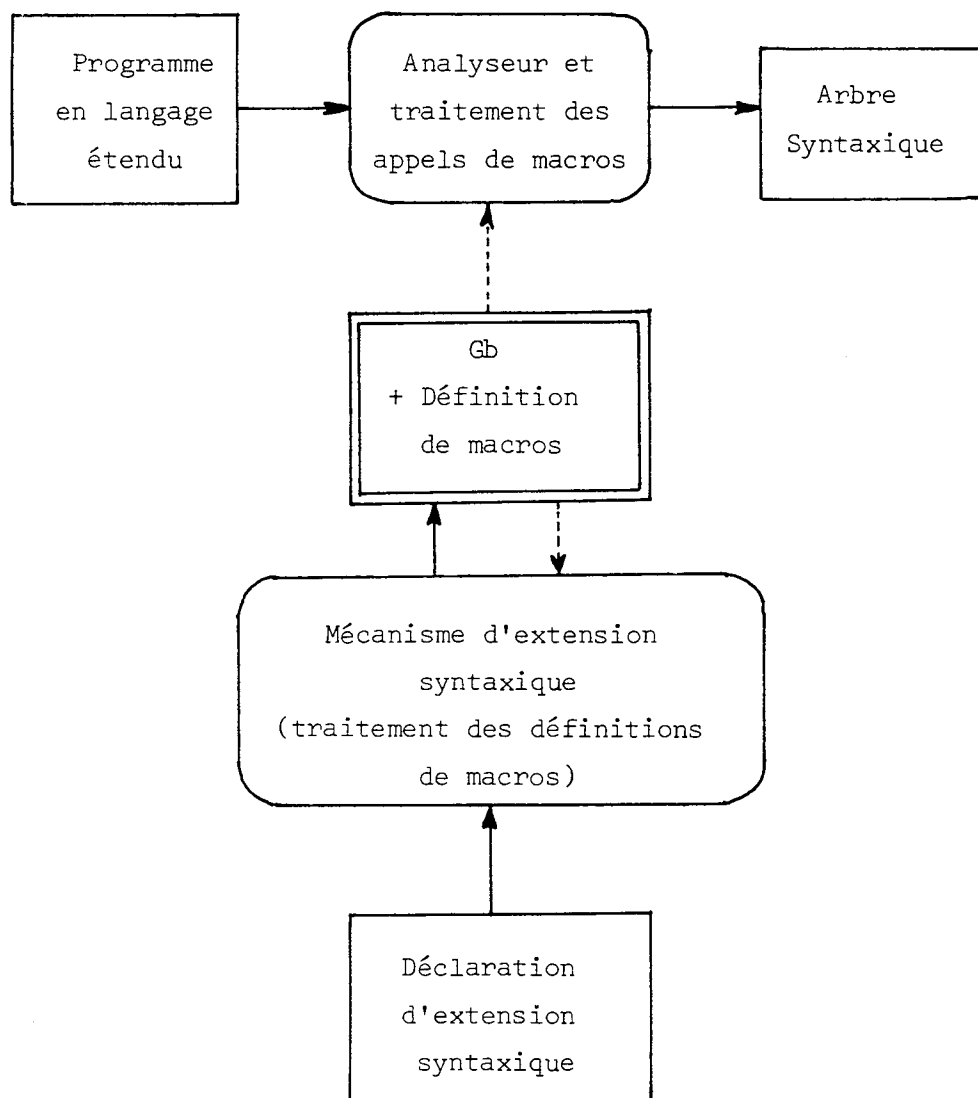 Programme
en langage
étendu
Analyseur et
traitement des
appels de macros
Arbre
Syntaxique
Gb
+ Définition
de macros
Mécanisme d'extension
syntaxique
(traitement des définitions
de macros)
Déclaration
d'extension
syntaxique